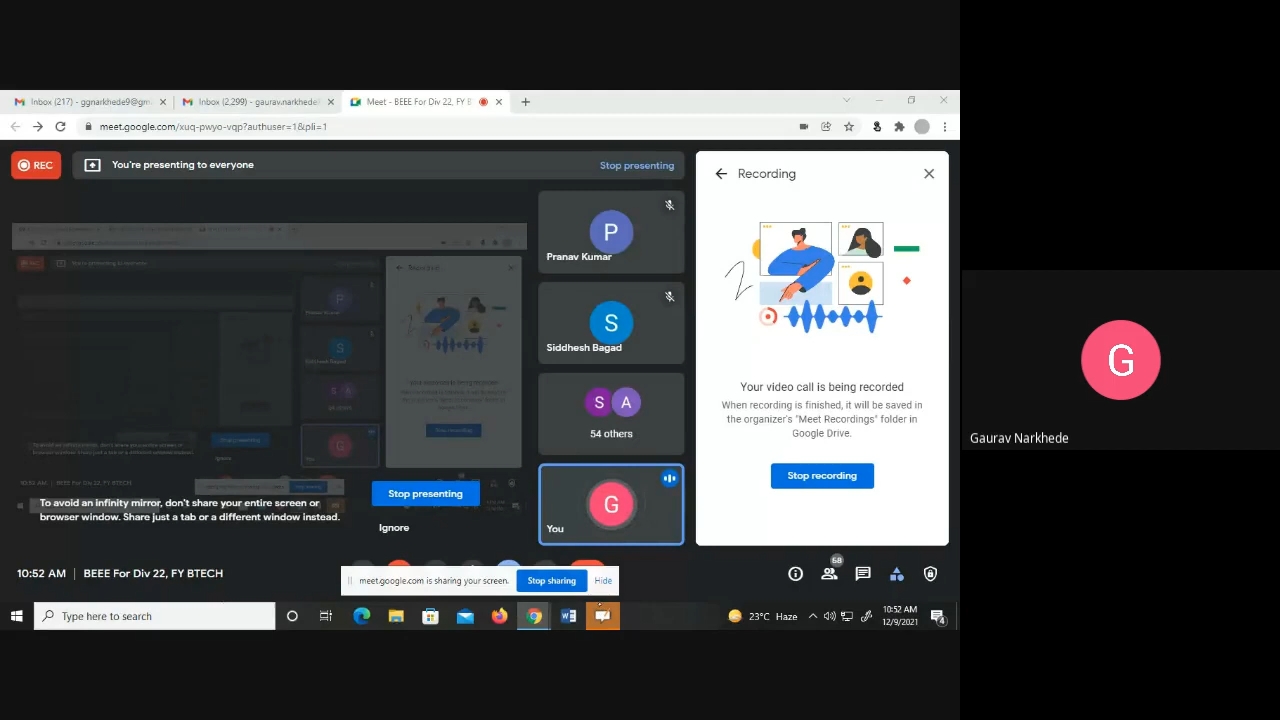 Inbox (217) - ggnarkhede9@gm
Inbox (2,299) - gaurav.narkhede
Meet - BEEE For Div 22, FY B
meet.google.com/xuq-pwyo-vqp?authuser=1&pli=1
REC
You're presenting to everyone
Stop presenting
Recording
P
Pranav Kumar
S
Siddhesh Bagad
S A
54 others
G
You
Your video call is being recorded
When recording is finished, it will be saved in
the organizer's "Meet Recordings" folder in
Google Drive.
Stop recording
To avoid an infinity mirror, don't share your entire screen or
browser window. Share just a tab or a different window instead.
Stop presenting
Ignore
10:52 AM | BEEE For Div 22, FY BTECH
meet.google.com is sharing your screen.
Stop sharing
Hide
58
Type here to search
23°C Haze
10:52 AM
12/9/2021
4
G
Gaurav Narkhede